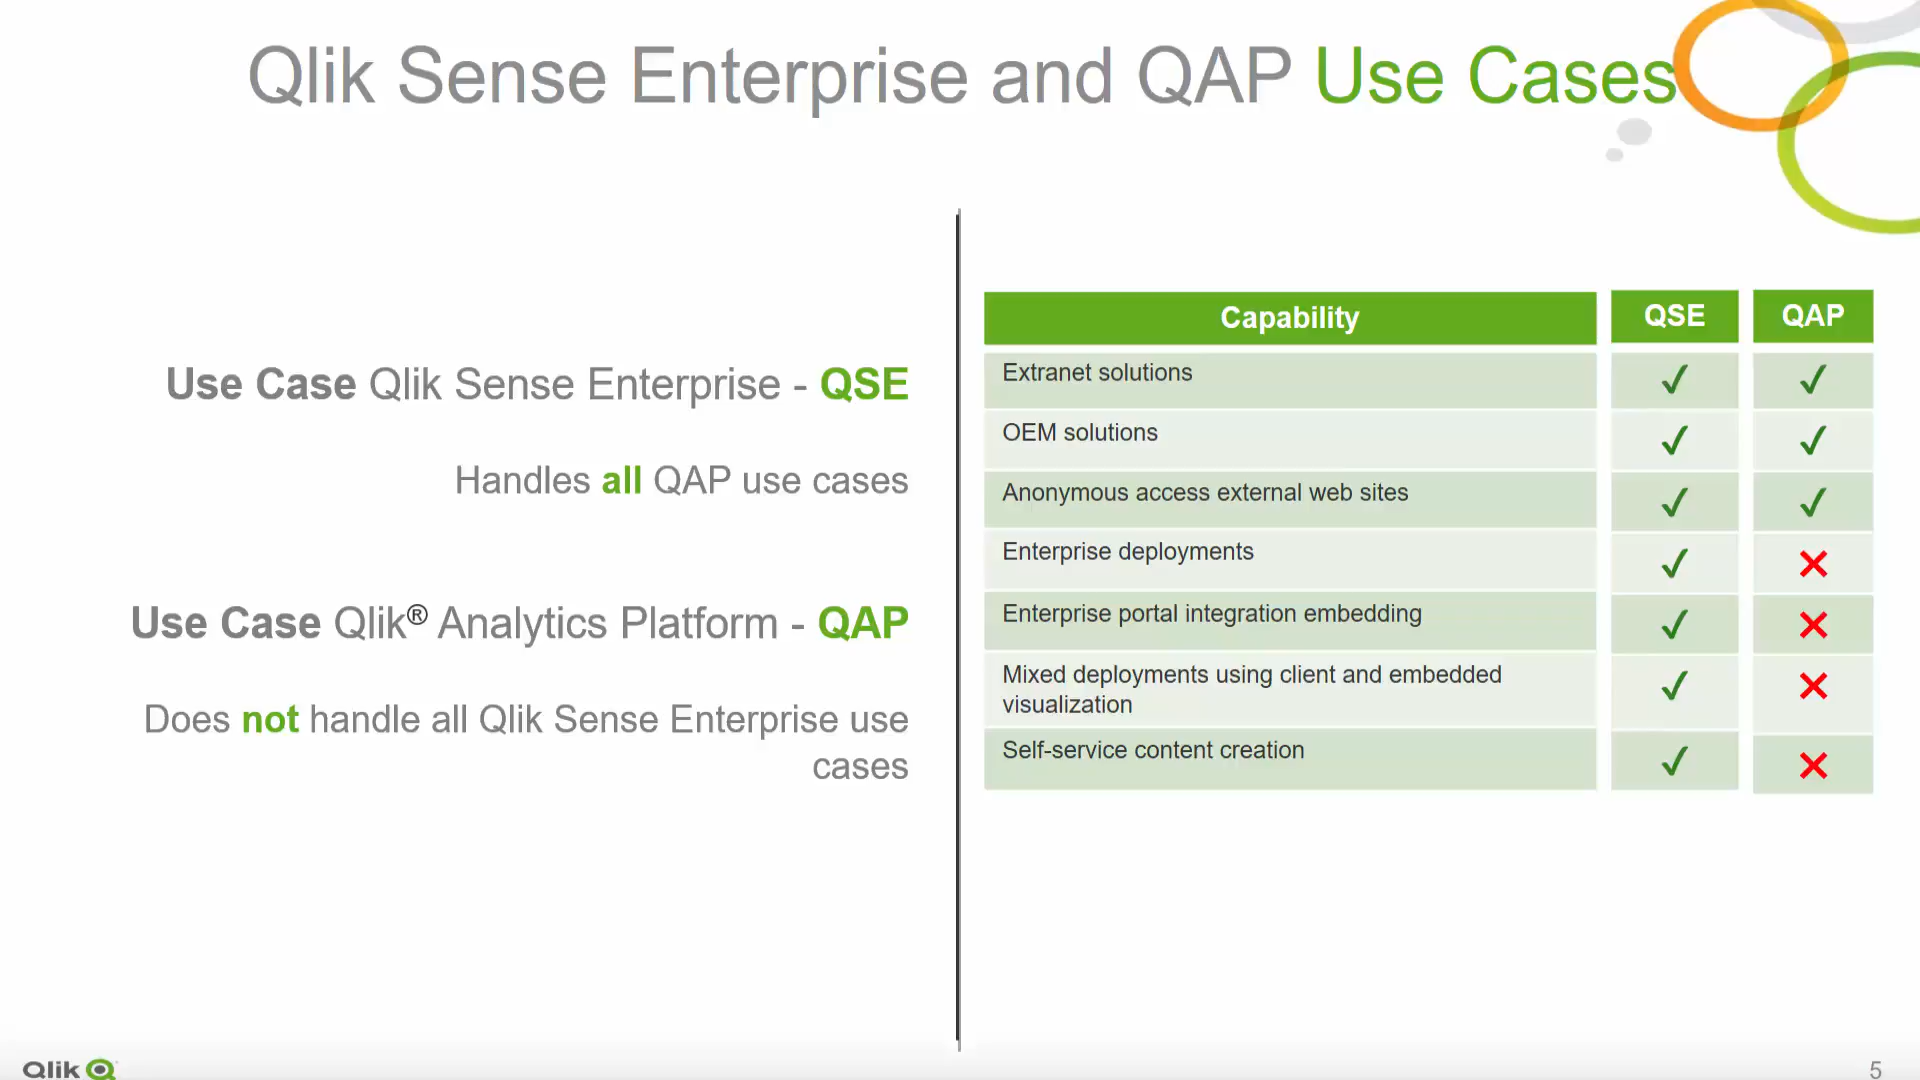 Qlik Sense Enterprise and QAP Use Cases
Use Case Qlik Sense Enterprise - QSE
Handles all QAP use cases
Use Case Qlik® Analytics Platform - QAP
Does not handle all Qlik Sense Enterprise use
cases
Capability QSE QAP
Extranet solutions ✓ ✓
OEM solutions ✓ ✓
Anonymous access external web sites ✓ ✓
Enterprise deployments ✓ ✕
Enterprise portal integration embedding ✓ ✕
Mixed deployments using client and embedded
visualization ✓ ✕
Self-service content creation ✓ ✕
Qlik
5